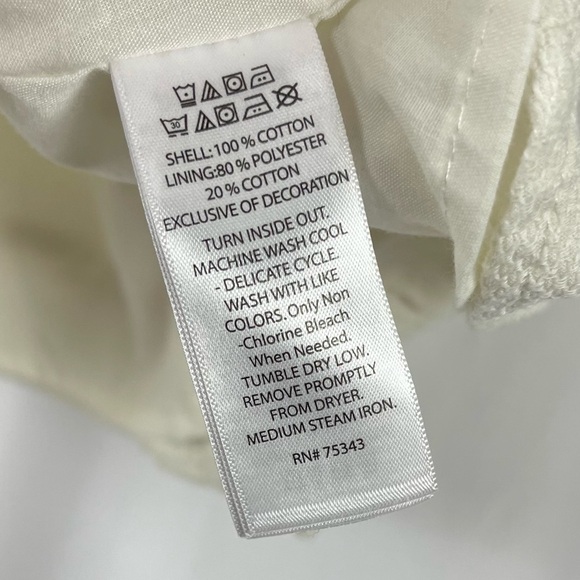 30
SHELL:100 % COTTON
LINING:80 % POLYESTER
20 % COTTON
EXCLUSIVE OF DECORATION
TURN INSIDE OUT.
MACHINE WASH COOL
- DELICATE CYCLE.
WASH WITH LIKE
COLORS. Only Non
-Chlorine Bleach
When Needed.
TUMBLE DRY LOW.
REMOVE PROMPTLY
FROM DRYER.
MEDIUM STEAM IRON.
RN# 75343